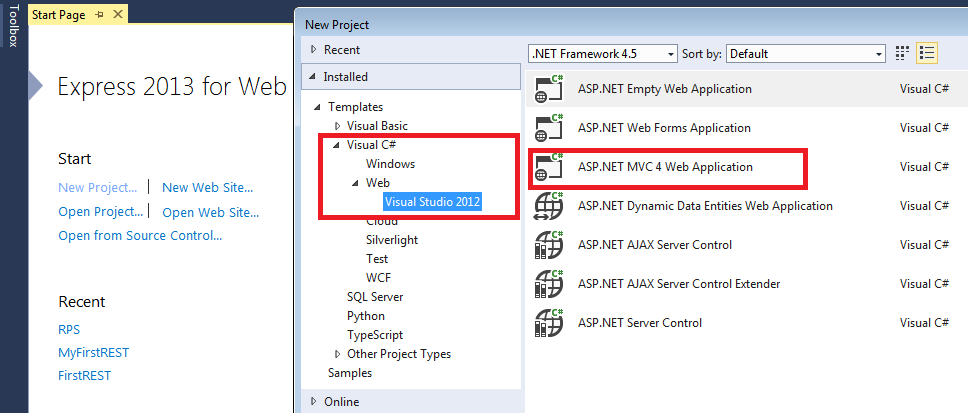 Toolbox
Start Page
Express 2013 for Web
Start
New Project...
New Web Site...
Open Project...
Open Web Site...
Open from Source Control...
Recent
RPS
MyFirstREST
FirstREST
New Project
Recent
Installed
Templates
Visual Basic
Visual C#
Windows
Web
Visual Studio 2012
Cloud
Silverlight
Test
WCF
SQL Server
Python
TypeScript
Other Project Types
Samples
Online
.NET Framework 4.5
Sort by: Default
C# ASP.NET Empty Web Application Visual C#
C# ASP.NET Web Forms Application Visual C#
C# ASP.NET MVC 4 Web Application Visual C#
C# ASP.NET Dynamic Data Entities Web Application Visual C#
C# ASP.NET AJAX Server Control Visual C#
C# ASP.NET AJAX Server Control Extender Visual C#
C# ASP.NET Server Control Visual C#